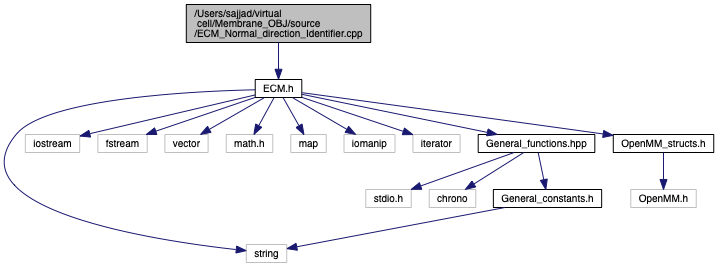 /Users/sajjad/virtual
cell/Membrane_OBJ/source
/ECM_Normal_direction_Identifier.cpp
ECM.h
iostream
fstream
vector
math.h
map
iomanip
iterator
General_functions.hpp
OpenMM_structs.h
stdio.h
chrono
General_constants.h
OpenMM.h
string